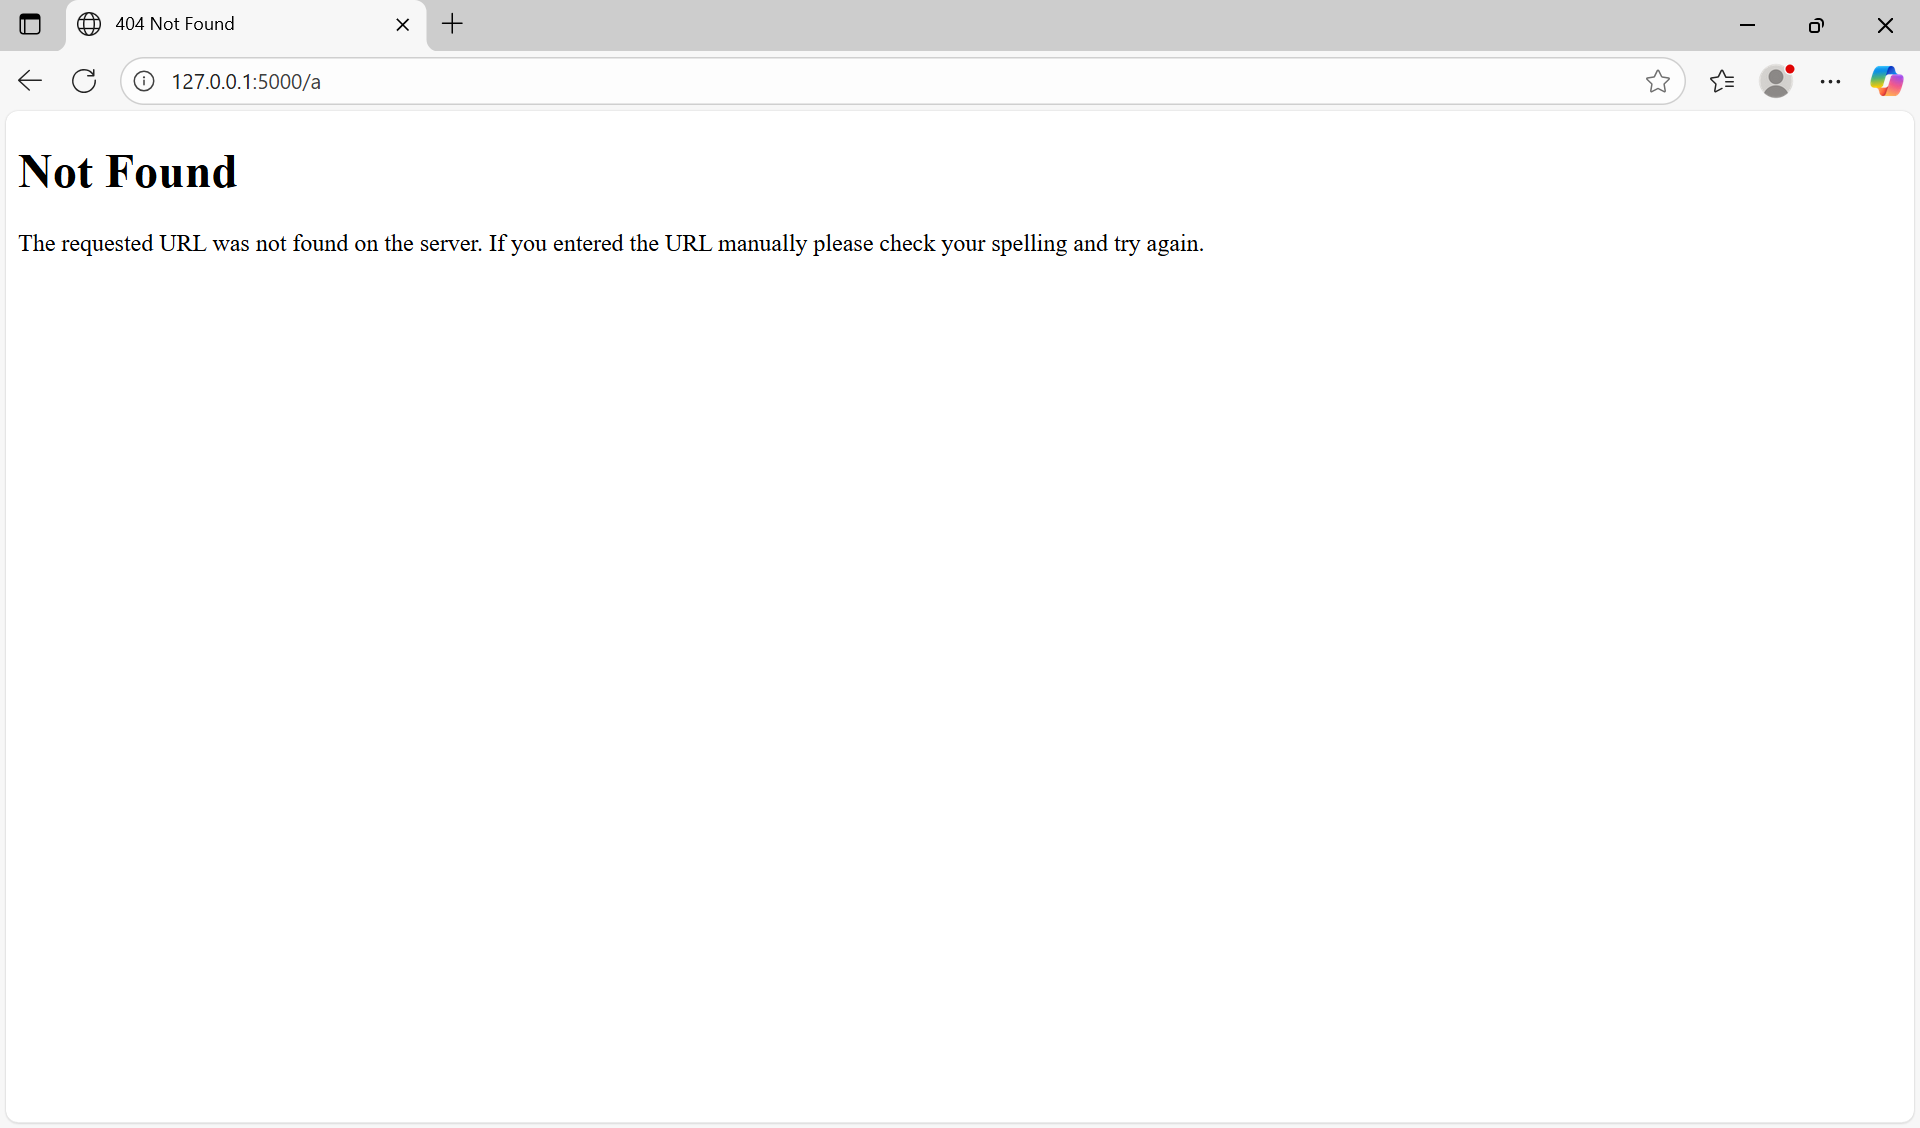 404 Not Found
127.0.0.1:5000/a
Not Found
The requested URL was not found on the server. If you entered the URL manually please check your spelling and try again.